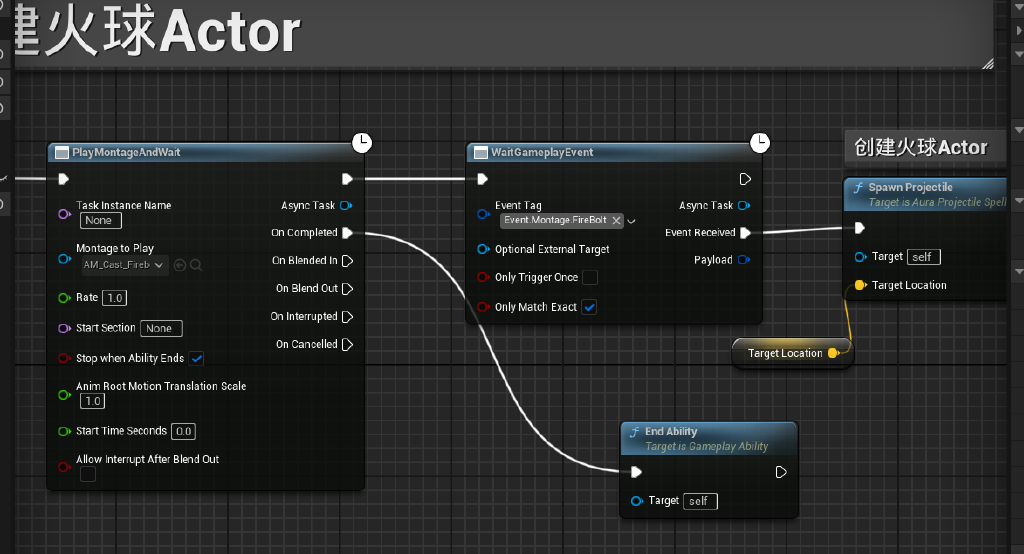 建火球Actor
PlayMontageAndWait
Task Instance Name
None
Montage to Play
AM_Cast_Fireb
Rate 1.0
Start Section None
Stop when Ability Ends
Anim Root Motion Translation Scale
1.0
Start Time Seconds 0.0
Allow Interrupt After Blend Out
Async Task
On Completed
On Blended In
On Blend Out
On Interrupted
On Cancelled
WaitGameplayEvent
Event Tag
Event.Montage.FireBolt
Optional External Target
Only Trigger Once
Only Match Exact
Async Task
Event Received
Payload
创建火球Actor
Spawn Projectile
Target is Aura Projectile Spell
Target self
Target Location
Target Location
End Ability
Target is Gameplay Ability
Target self